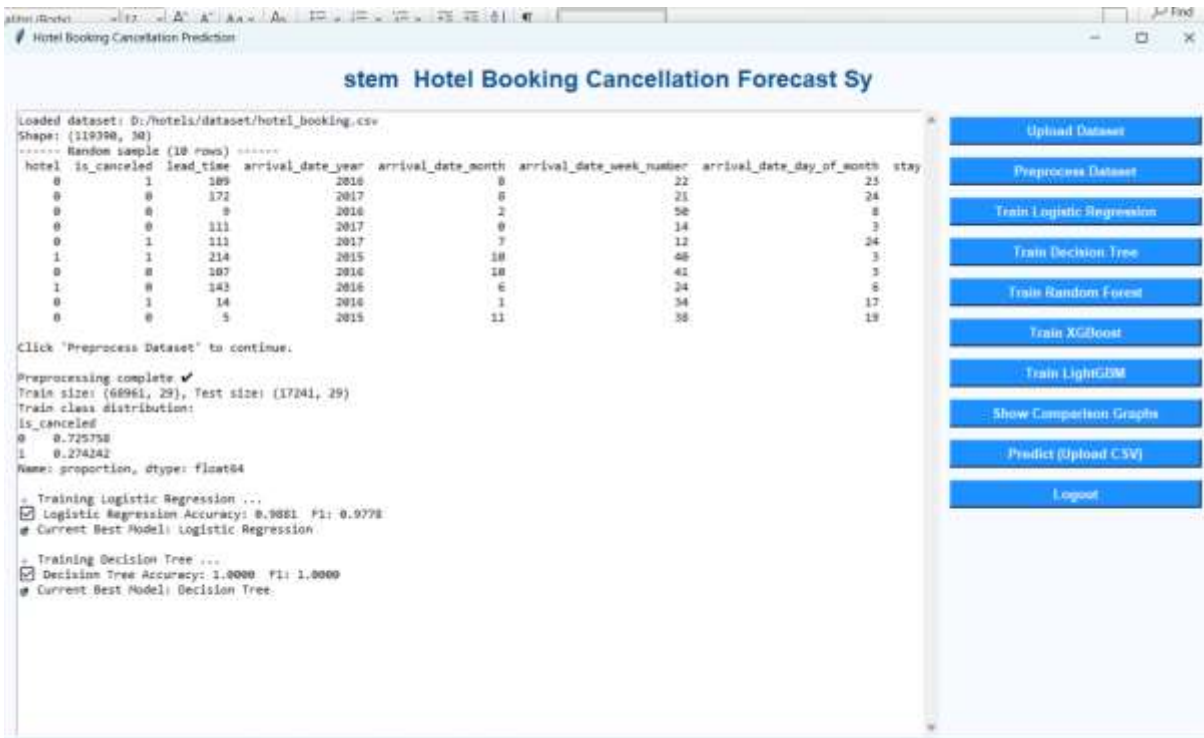 Find
Hotel Booking Cancellation Prediction
stem Hotel Booking Cancellation Forecast Sy
Loaded dataset: D:/hotels/dataset/hotel_booking.csv
Shape: (119390, 30)
------ Random sample (10 rows) ------
hotel is_canceled lead_time arrival_date_year arrival_date_month arrival_date_week_number arrival_date_day_of_month stay
0 1 109 2016 8 22 23
0 0 172 2017 8 21 24
0 0 9 2016 2 50 8
0 0 111 2017 0 14 3
0 1 111 2017 7 12 24
1 1 214 2015 10 40 3
0 0 107 2016 10 41
1 0 143 2016 6 24 6
0 1 14 2016 1 34 17
0 0 5 2015 11 38 19
Click 'Preprocess Dataset' to continue.
Preprocessing complete ✔
Train size: (68961, 29), Test size: (17241, 29)
Train class distribution:
is_canceled
0 0.725758
1 0.274242
Name: proportion, dtype: float64
Training Logistic Regression ...
Logistic Regression Accuracy: 0.9881 F1: 0.9778
Current Best Model: Logistic Regression
Training Decision Tree ...
Decision Tree Accuracy: 1.0000 F1: 1.0000
Current Best Model: Decision Tree
Upload Dataset
Preprocess Dataset
Train Logistic Regression
Train Decision Tree
Train Random Forest
Train XGBoost
Train LightGBM
Show Comparison Graphs
Predict (Upload CSV)
Logout